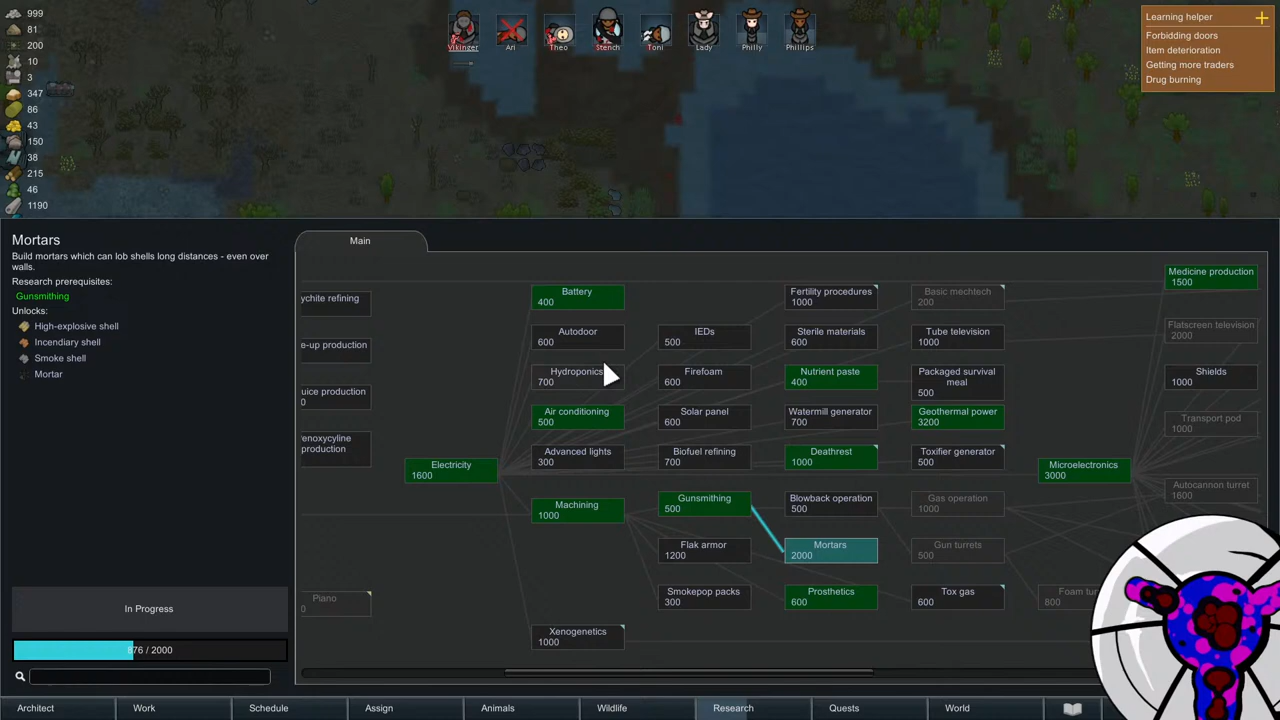 999
81
200
10
3
347
86
43
150
38
215
46
1190
Vikinger
Ari
Theo
Stench
Toni
Lady
Philly
Phillips
Learning helper
Forbidding doors
Item deterioration
Getting more traders
Drug burning
Mortars
Build mortars which can lob shells long distances - even over
walls.
Research prerequisites:
Gunsmithing
Unlocks:
High-explosive shell
Incendiary shell
Smoke shell
Mortar
In Progress
876 / 2000
Main
ychite refining
e-up production
uice production
0
enoxycyline
production
Piano
0
Electricity
1600
Battery
400
Autodoor
600
Hydroponics
700
Air conditioning
500
Advanced lights
300
Machining
1000
Xenogenetics
1000
IEDs
500
Firefoam
600
Solar panel
600
Biofuel refining
700
Gunsmithing
500
Flak armor
1200
Smokepop packs
300
Fertility procedures
1000
Sterile materials
600
Nutrient paste
400
Watermill generator
700
Deathrest
1000
Blowback operation
500
Mortars
2000
Prosthetics
600
Basic mechtech
200
Tube television
1000
Packaged survival
meal
500
Geothermal power
3200
Toxifier generator
500
Gas operation
1000
Gun turrets
500
Tox gas
600
Microelectronics
3000
Foam tu
800
Medicine production
1500
Flatscreen television
2000
Shields
1000
Transport pod
1000
Autocannon turret
1600
Architect
Work
Schedule
Assign
Animals
Wildlife
Research
Quests
World